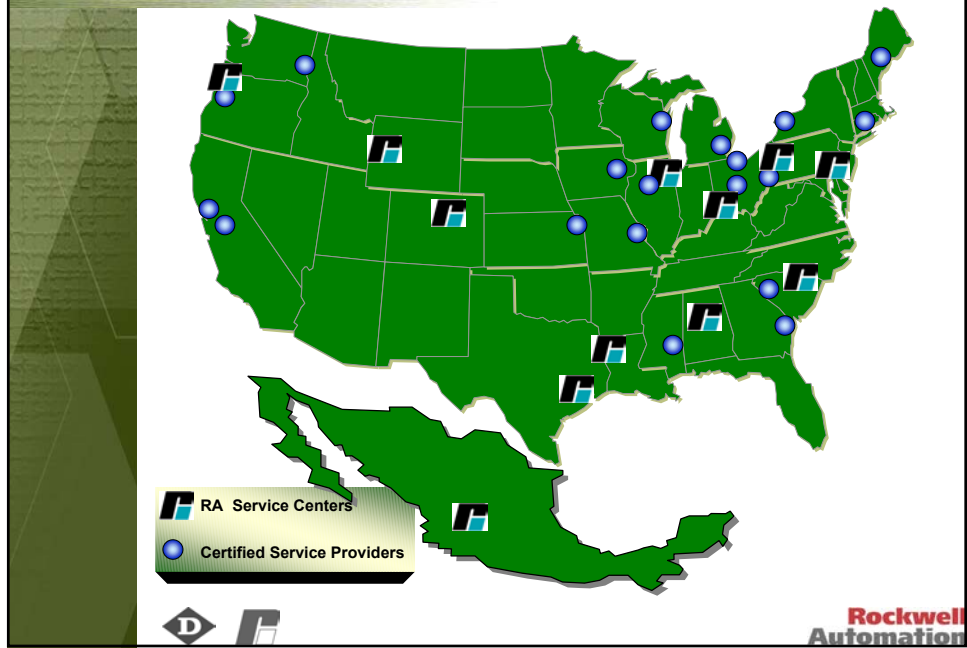 RA Service Centers
Certified Service Providers
D
Rockwell
Automation